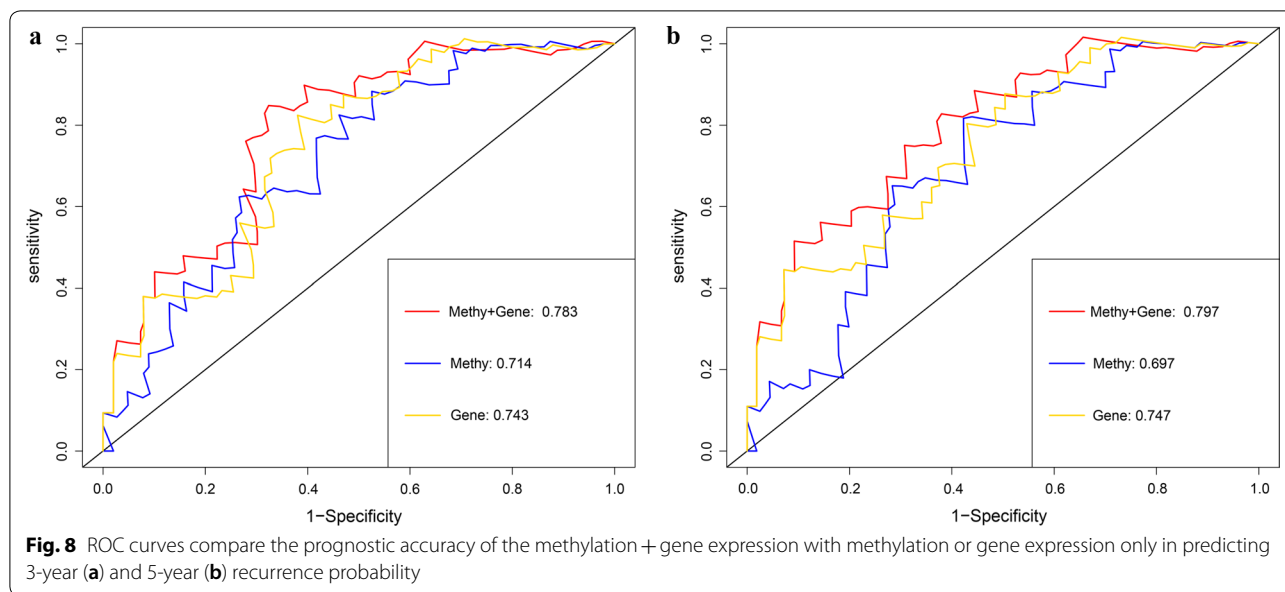 a
1.0
0.8
0.6
0.4
0.2
0.0
sensitivity
Methy+Gene: 0.783
Methy: 0.714
Gene: 0.743
0.0 0.2 0.4 0.6 0.8 1.0
1−Specificity
b
1.0
0.8
0.6
0.4
0.2
0.0
sensitivity
Methy+Gene: 0.797
Methy: 0.697
Gene: 0.747
0.0 0.2 0.4 0.6 0.8 1.0
1−Specificity
Fig. 8 ROC curves compare the prognostic accuracy of the methylation + gene expression with methylation or gene expression only in predicting
3-year (a) and 5-year (b) recurrence probability